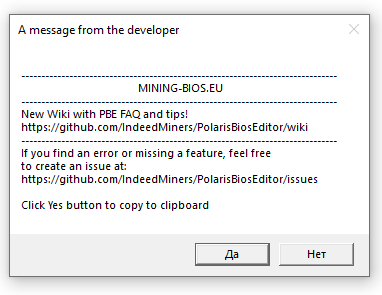 A message from the developer
--------------------------------------------------------------------------------
MINING-BIOS.EU
--------------------------------------------------------------------------------
New Wiki with PBE FAQ and tips!
https://github.com/IndeedMiners/PolarisBiosEditor/wiki
--------------------------------------------------------------------------------
If you find an error or missing a feature, feel free
to create an issue at:
https://github.com/IndeedMiners/PolarisBiosEditor/issues
Click Yes button to copy to clipboard
Да Нет